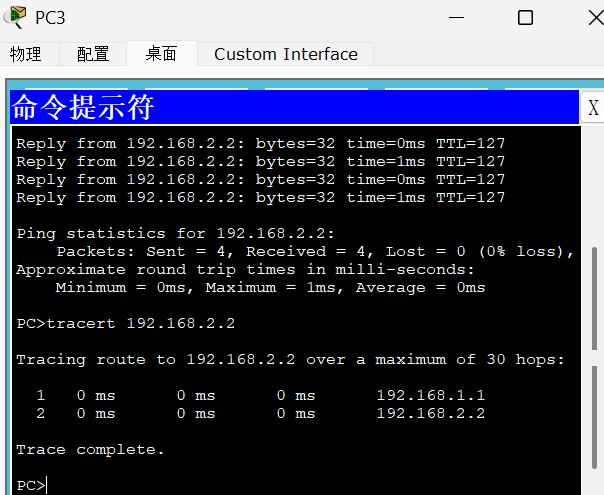 PC3
物理 配置 桌面 Custom Interface
命令提示符
X
Reply from 192.168.2.2: bytes=32 time=0ms TTL=127
Reply from 192.168.2.2: bytes=32 time=1ms TTL=127
Reply from 192.168.2.2: bytes=32 time=0ms TTL=127
Reply from 192.168.2.2: bytes=32 time=1ms TTL=127
Ping statistics for 192.168.2.2:
    Packets: Sent = 4, Received = 4, Lost = 0 (0% loss),
Approximate round trip times in milli-seconds:
    Minimum = 0ms, Maximum = 1ms, Average = 0ms
PC>tracert 192.168.2.2
Tracing route to 192.168.2.2 over a maximum of 30 hops:
  1   0 ms      0 ms      0 ms      192.168.1.1
  2   0 ms      0 ms      0 ms      192.168.2.2
Trace complete.
PC>